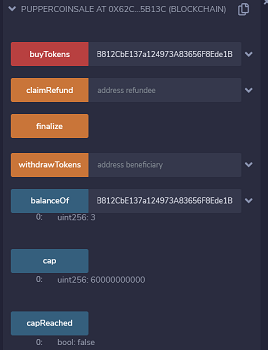 PUPPERCOINSALE AT 0X62C...5B13C (BLOCKCHAIN)
buyTokens B812CbE137a124973A83656F8Ede1B
claimRefund address refundee
finalize
withdrawTokens address beneficiary
balanceOf B812CbE137a124973A83656F8Ede1B
0: uint256: 3
cap
0: uint256: 60000000000
capReached
0: bool: false